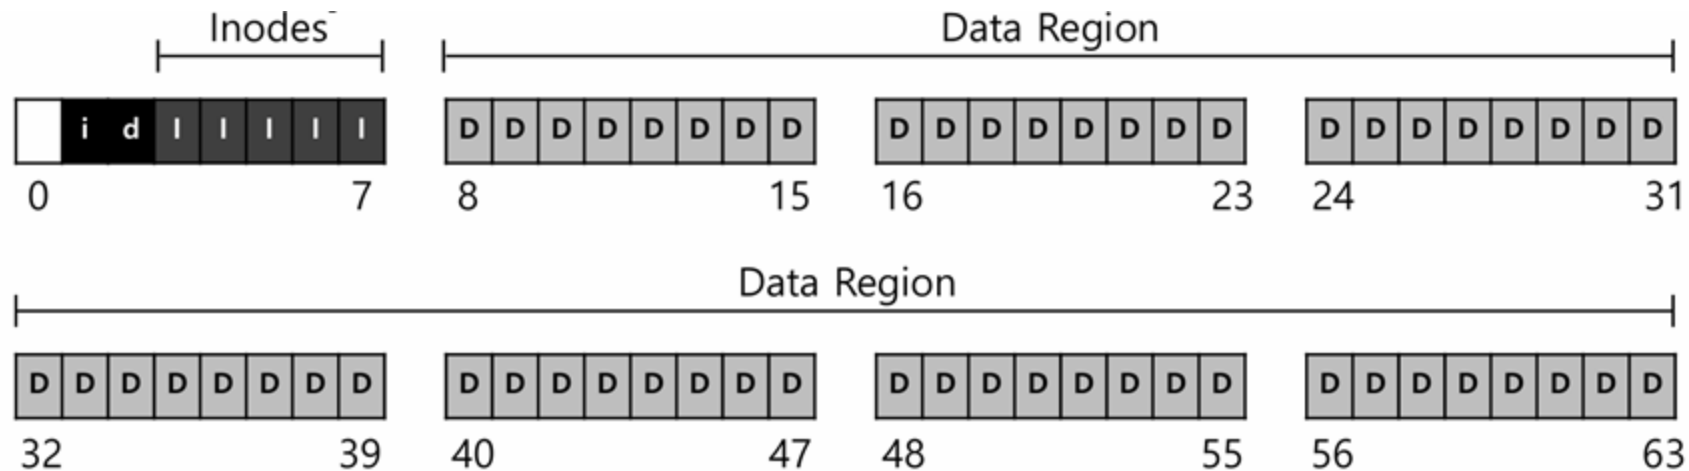 Inodes Data Region
i d I I I I I D D D D D D D D D D D D D D D D D D D D D D D D
0 7 8 15 16 23 24 31
Data Region
D D D D D D D D D D D D D D D D D D D D D D D D D D D D D D D D
32 39 40 47 48 55 56 63